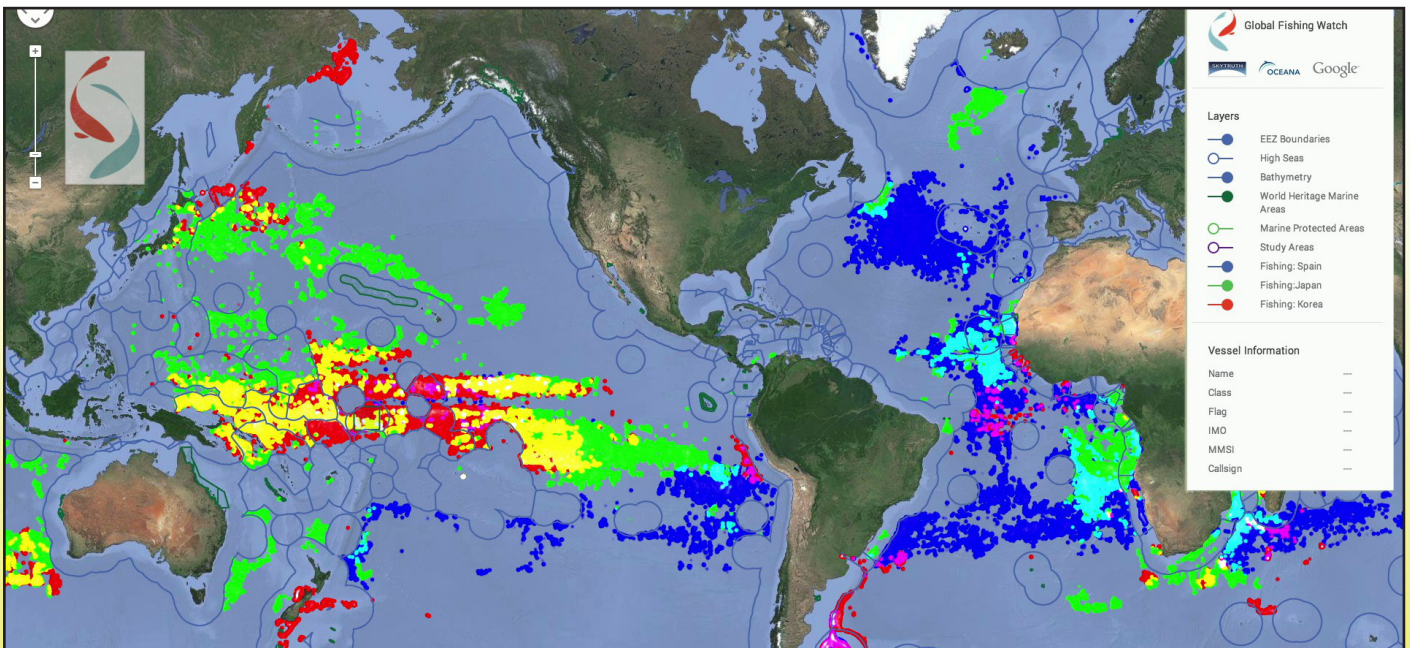 Global Fishing Watch
SKYTRUTH
OCEANA
Google
Layers
EEZ Boundaries
High Seas
Bathymetry
World Heritage Marine
Areas
Marine Protected Areas
Study Areas
Fishing: Spain
Fishing:Japan
Fishing: Korea
Vessel Information
Name ---
Class ---
Flag ---
IMO ---
MMSI ---
Callsign ---